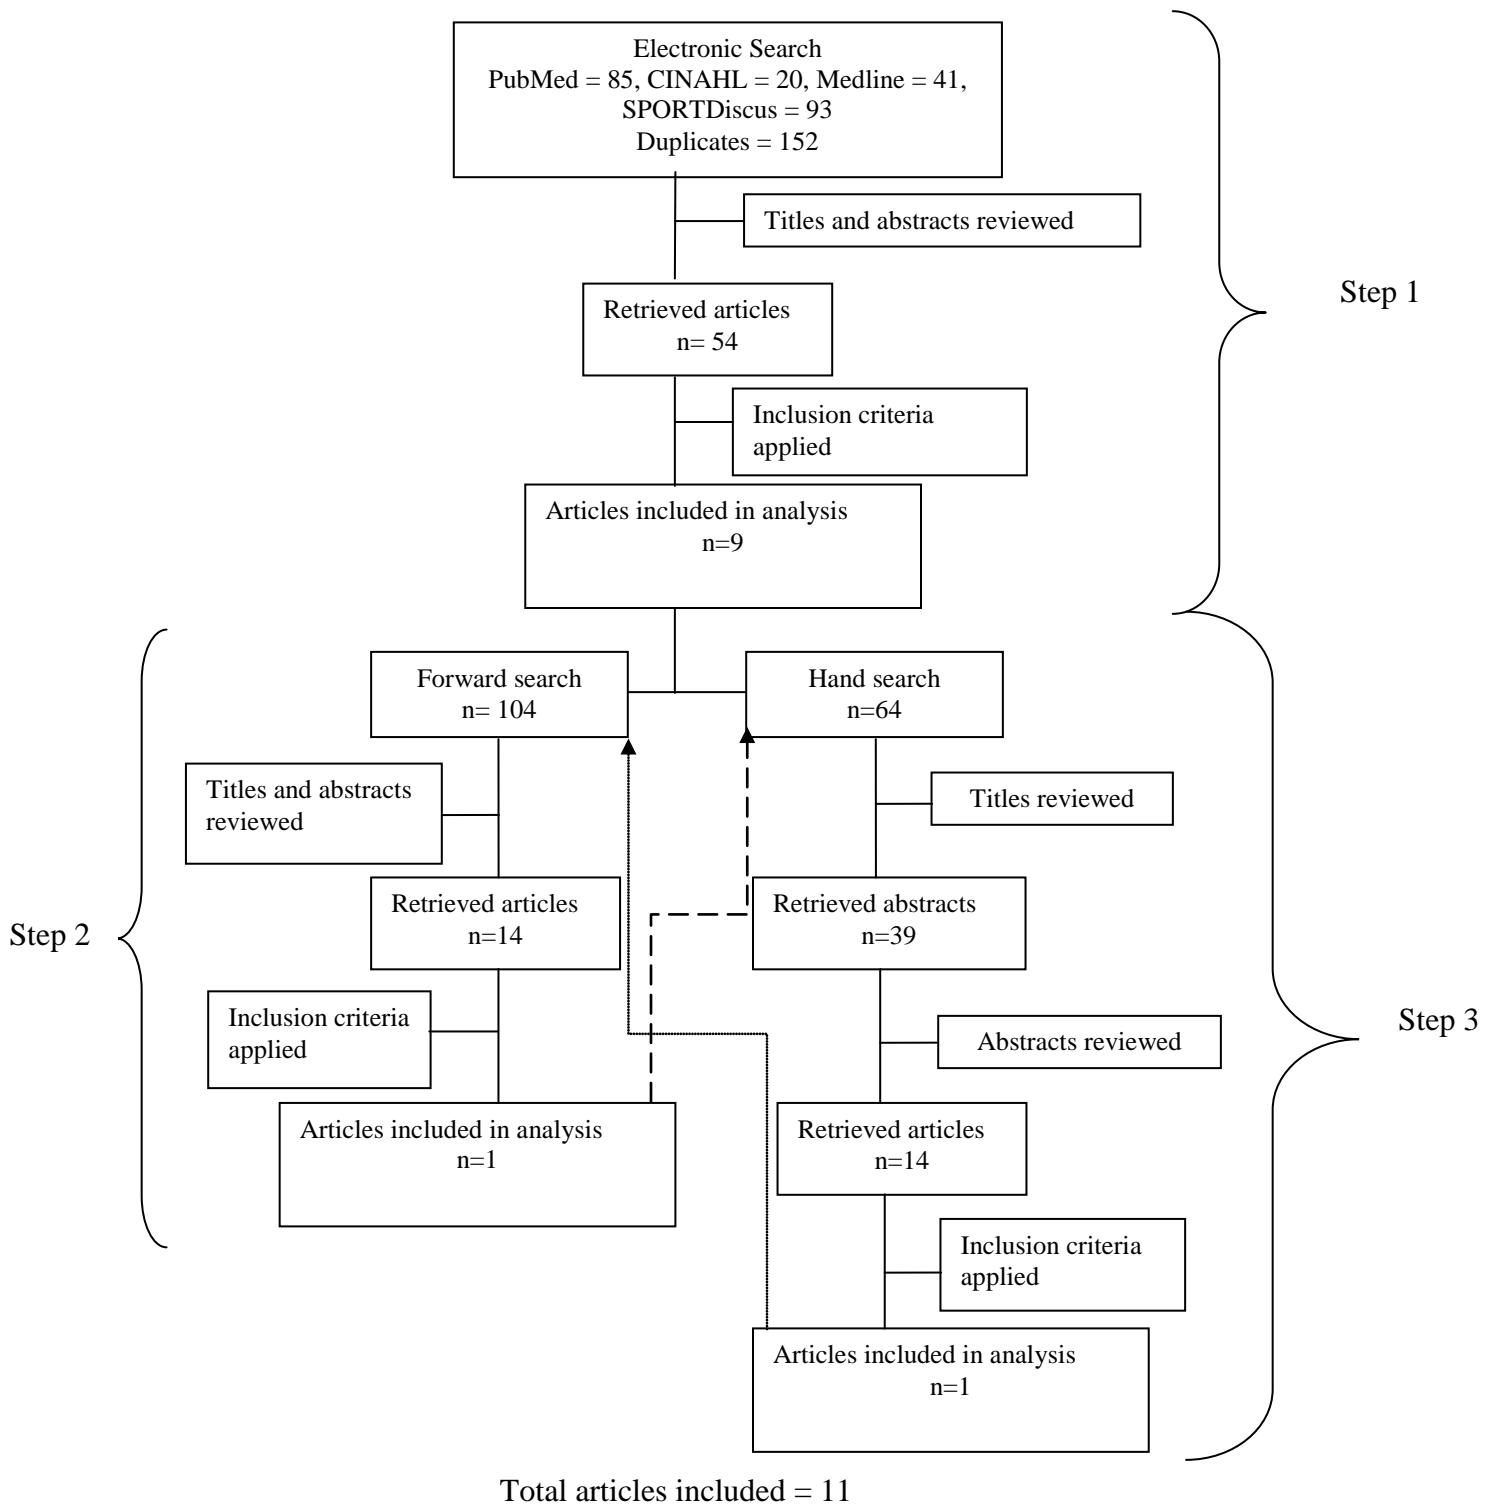 Electronic Search
PubMed = 85, CINAHL = 20, Medline = 41,
SPORTDiscus = 93
Duplicates = 152
Titles and abstracts reviewed
Retrieved articles
n= 54
Inclusion criteria
applied
Articles included in analysis
n=9
Step 1
Forward search
n= 104
Titles and abstracts
reviewed
Retrieved articles
n=14
Inclusion criteria
applied
Articles included in analysis
n=1
Step 2
Hand search
n=64
Titles reviewed
Retrieved abstracts
n=39
Abstracts reviewed
Retrieved articles
n=14
Inclusion criteria
applied
Articles included in analysis
n=1
Step 3
Total articles included = 11